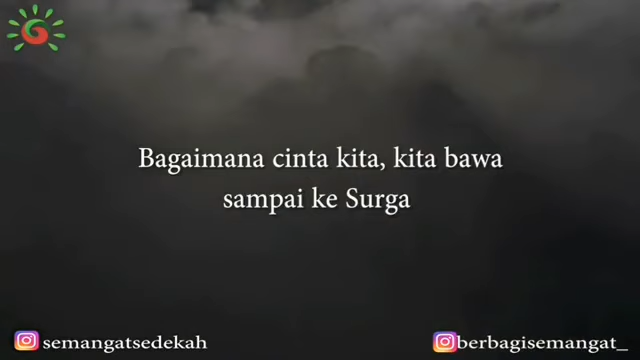 Bagaimana cinta kita, kita bawa
sampai ke Surga
semangatsedekah
berbagisemangat_